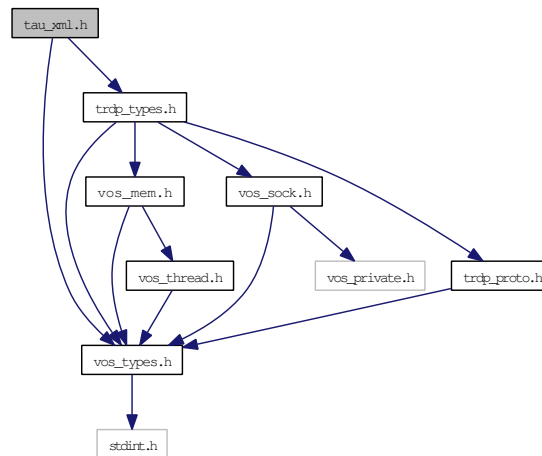 tau_xml.h
trdp_types.h
vos_mem.h
vos_sock.h
vos_thread.h
vos_private.h
trdp_proto.h
vos_types.h
stdint.h